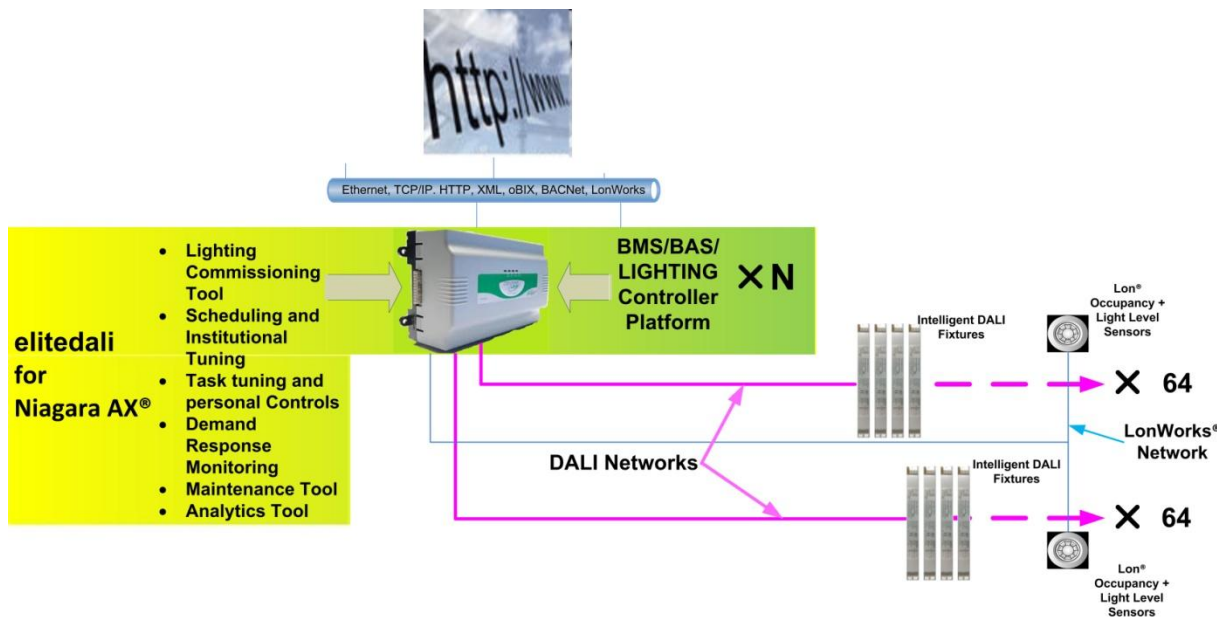 http://www.
Ethernet, TCP/IP. HTTP, XML, oBIX, BACNet, LonWorks
elitedali
for
Niagara AX®
• Lighting
Commissioning
Tool
• Scheduling and
Institutional
Tuning
• Task tuning and
personal Controls
• Demand
Response
Monitoring
• Maintenance Tool
• Analytics Tool
BMS/BAS/
LIGHTING
Controller
Platform
×N
Intelligent DALI
Fixtures
Lon®
Occupancy +
Light Level
Sensors
× 64
LonWorks®
Network
DALI Networks
Intelligent DALI
Fixtures
× 64
Lon®
Occupancy +
Light Level
Sensors